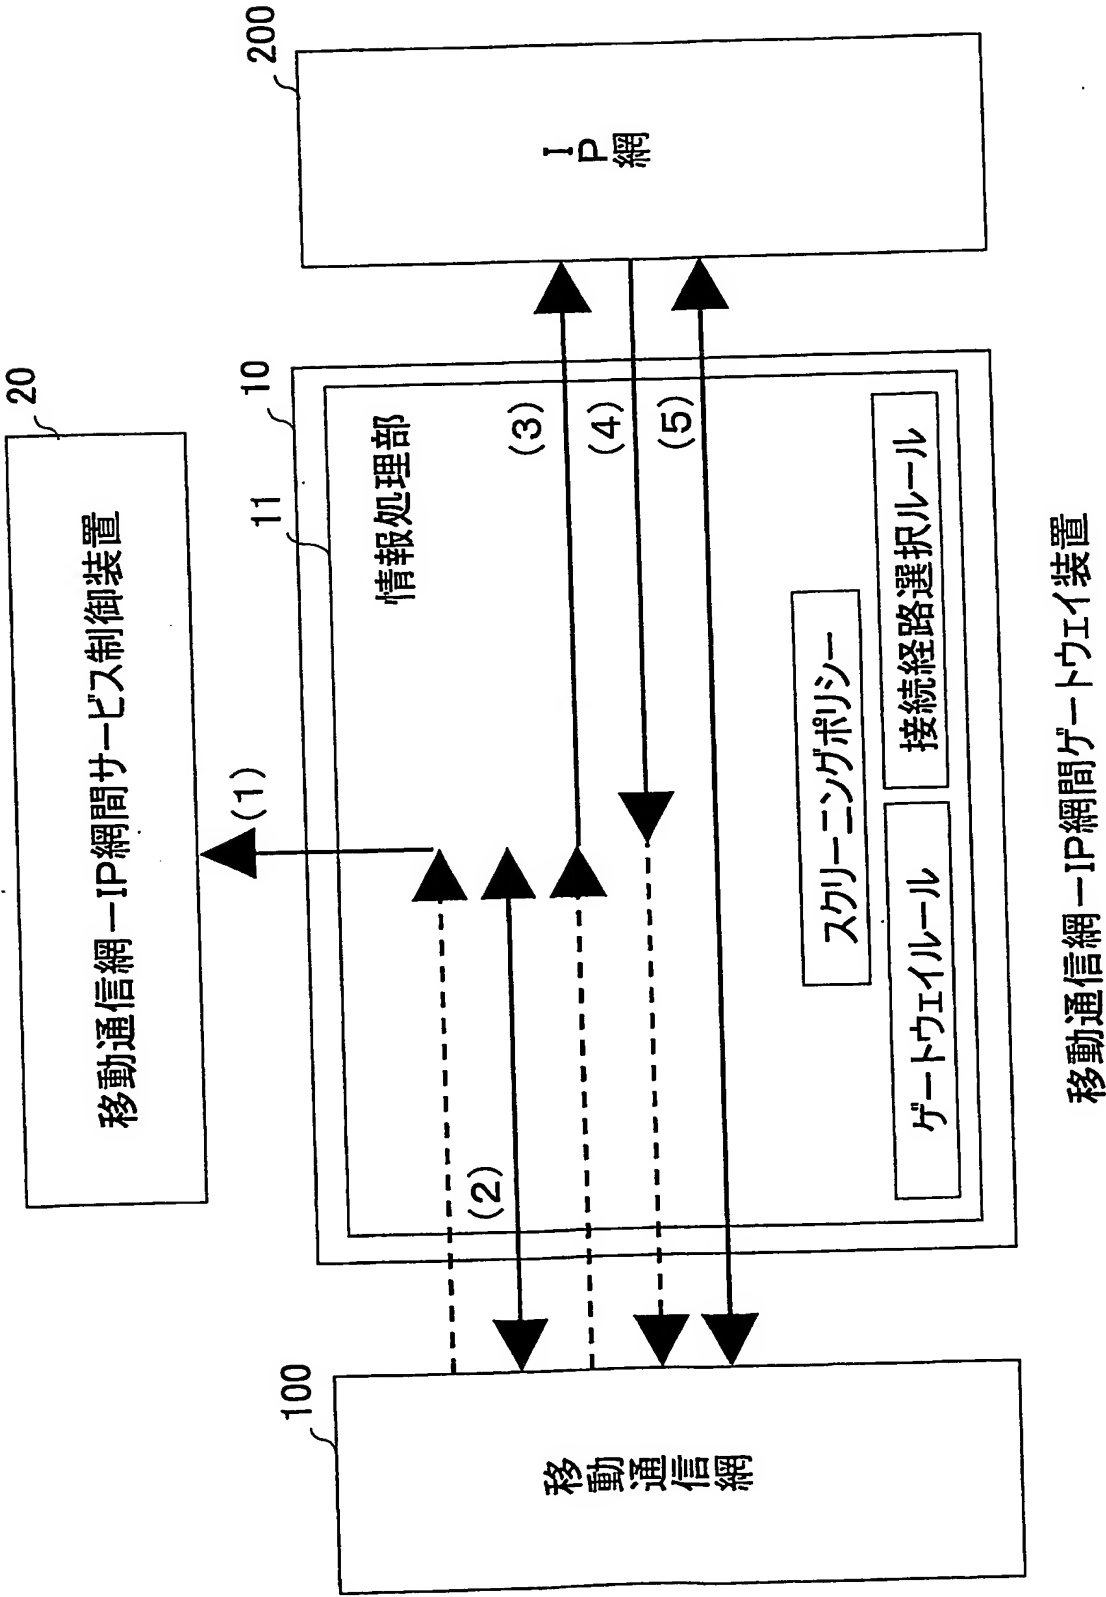 20
移動通信網－IP網間サービス制御装置
(1)
10
11
情報処理部
100
移動通信網
200
IP網
(2)
(3)
(4)
(5)
スクリーニングポリシー
ゲートウェイルール
接続経路選択ルール
移動通信網－IP網間ゲートウェイ装置